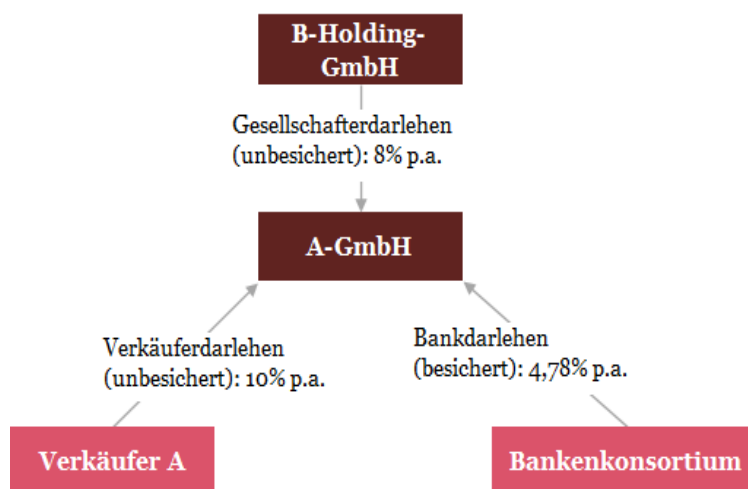 B-Holding-
GmbH
Gesellschafterdarlehen
(unbesichert): 8% p.a.
A-GmbH
Verkäuferdarlehen
(unbesichert): 10% p.a.
Bankdarlehen
(besichert): 4,78% p.a.
Verkäufer A
Bankenkonsortium